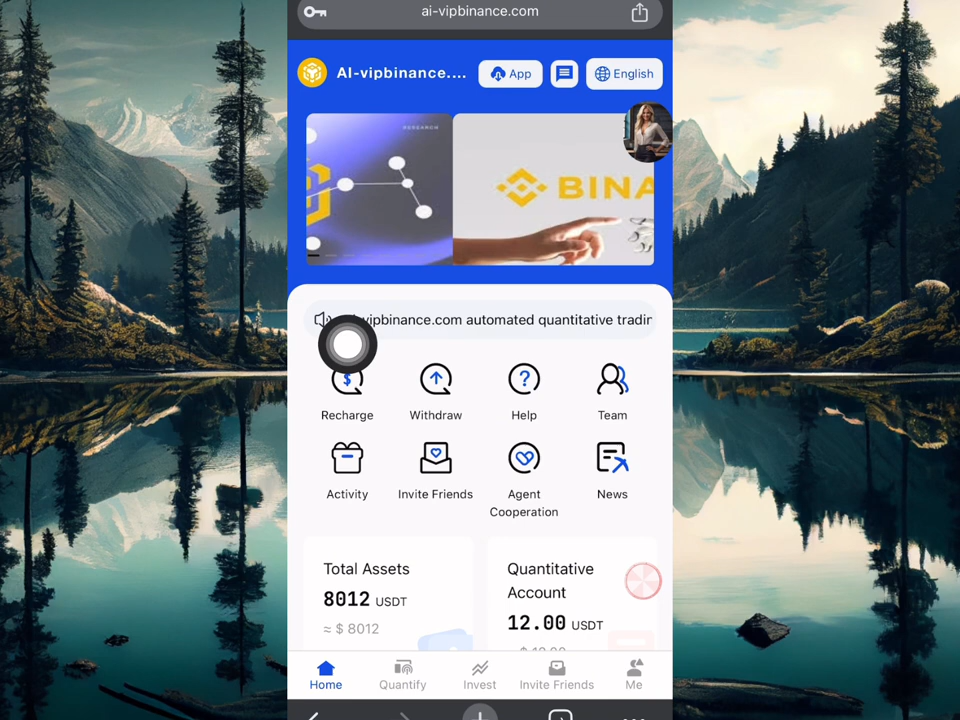 ai-vipbinance.com
AI-vipbinance....
App
English
RESEARCH
BINA
vipbinance.com automated quantitative tradin
Recharge
Withdraw
Help
Team
Activity
Invite Friends
Agent
Cooperation
News
Total Assets
8012 USDT
≈ $ 8012
Quantitative
Account
12.00 USDT
Home
Quantify
Invest
Invite Friends
Me